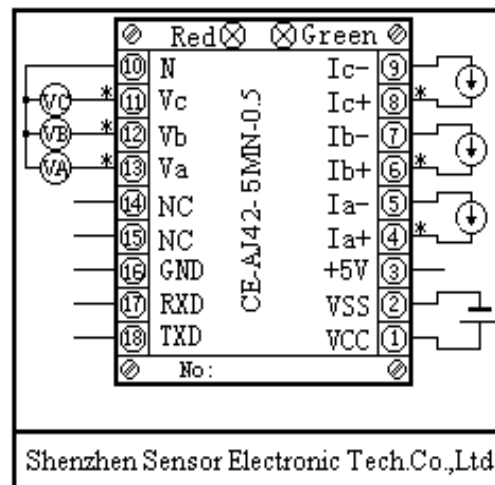 Red Green
10 N Ic- 9
VC * 11 Vc Ic+ 8 *
VB * 12 Vb Ib- 7
VA * 13 Va Ib+ 6 *
14 NC Ia- 5
15 NC Ia+ 4 *
16 GND +5V 3
17 RXD VSS 2
18 TXD VCC 1
CE-AJ42-5MN-0.5
No:
Shenzhen Sensor Electronic Tech.Co.,Ltd